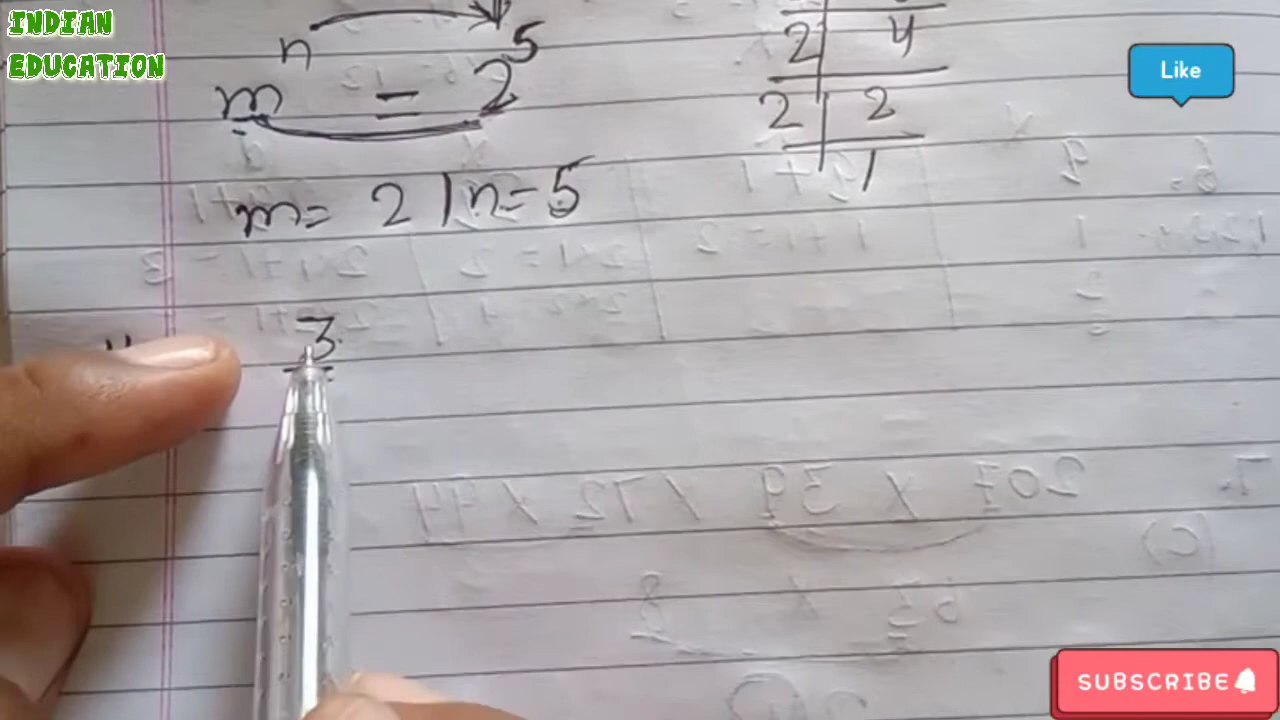 INDIAN
EDUCATION
n 5
m = 2
m = 2 | n = 5
3
2 4
2 2
1
Like
SUBSCRIBE